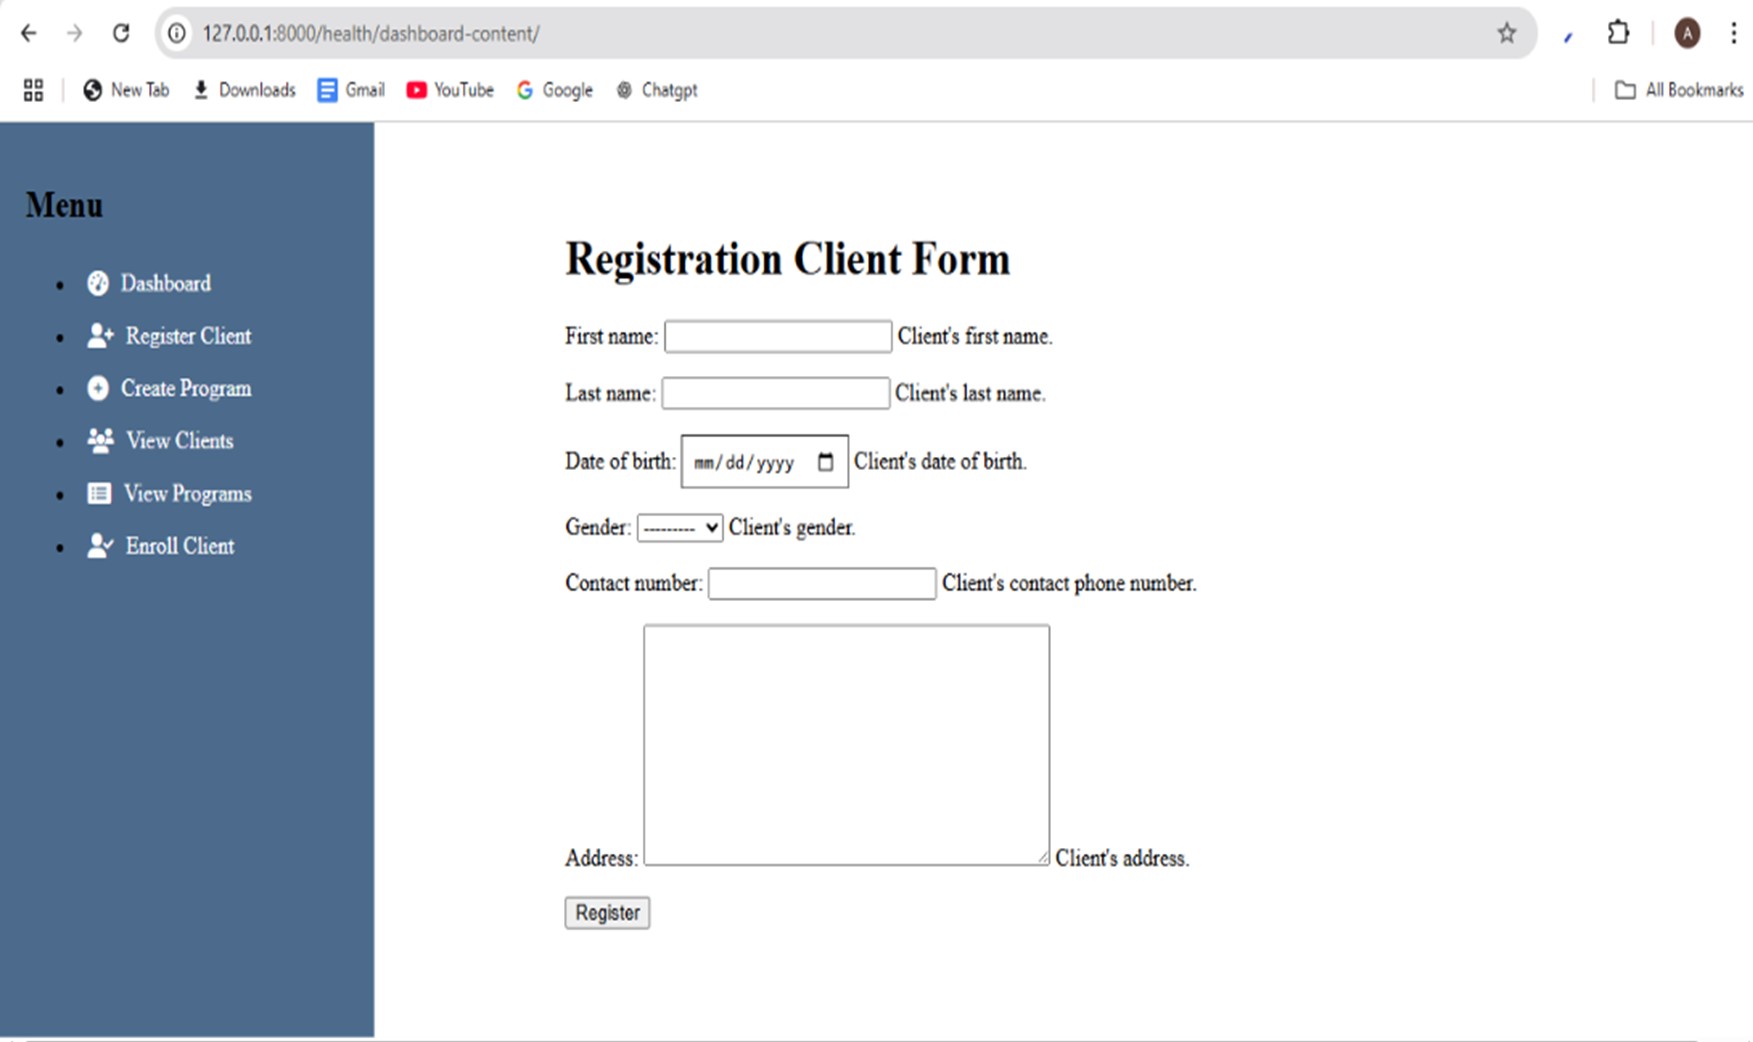 127.0.0.1:8000/health/dashboard-content/
A
New Tab Downloads Gmail YouTube Google Chatgpt All Bookmarks
Menu
Dashboard
Register Client
Create Program
View Clients
View Programs
Enroll Client
Registration Client Form
First name: Client's first name.
Last name: Client's last name.
Date of birth: mm/dd/yyyy Client's date of birth.
Gender: --------- Client's gender.
Contact number: Client's contact phone number.
Address: Client's address.
Register